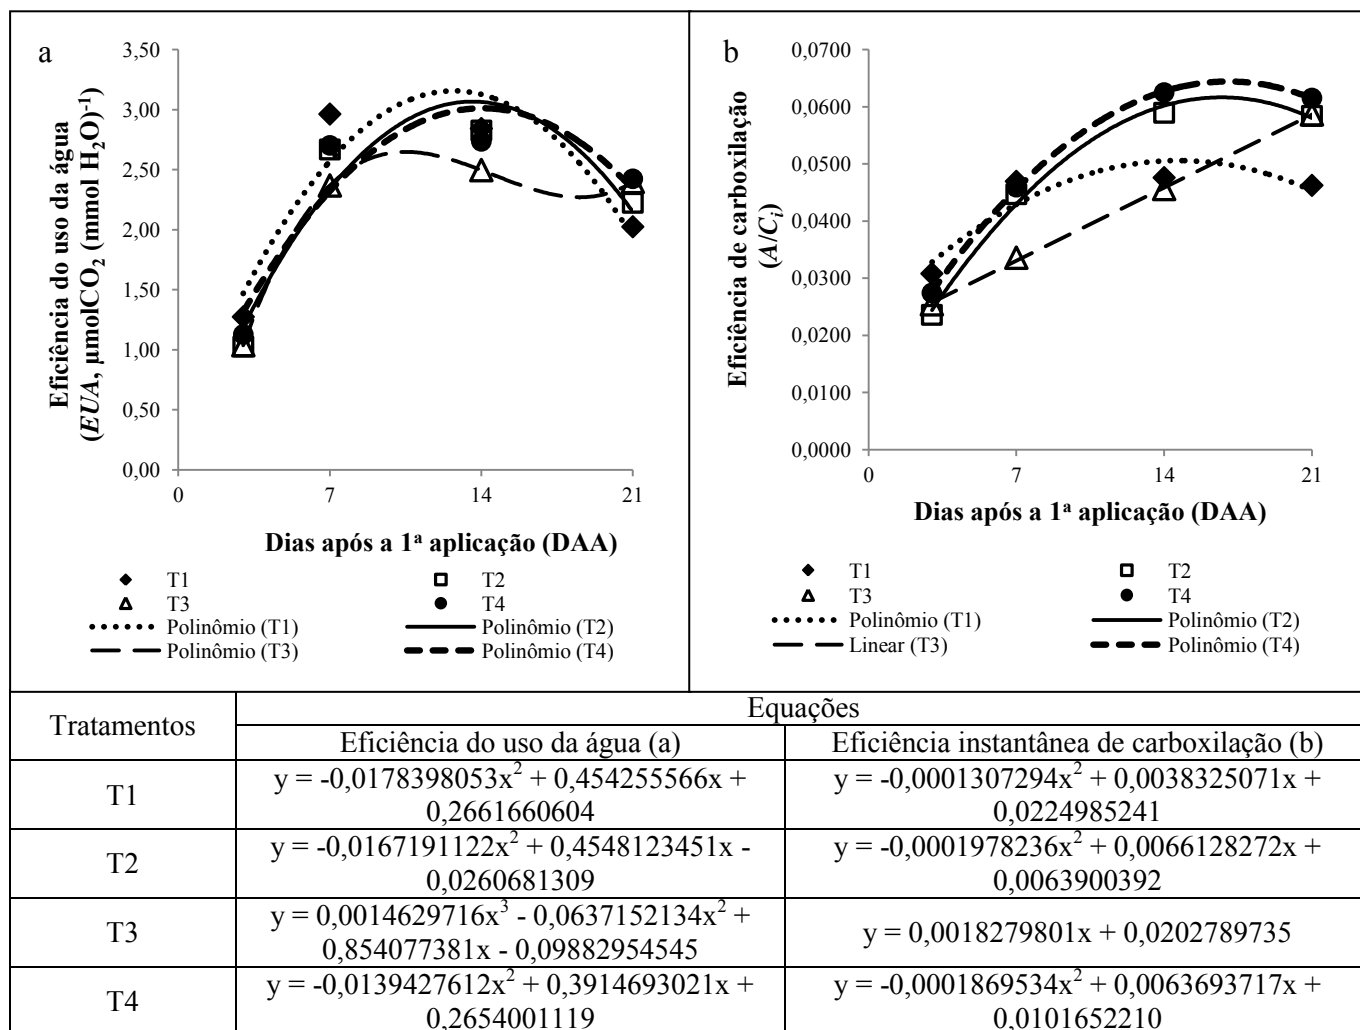 a
Eficiência do uso da água
(EUA, µmolCO₂ (mmol H₂O)⁻¹
3,50
3,00
2,50
2,00
1,50
1,00
0,50
0,00
0
7
14
21
Dias após a 1ª aplicação (DAA)
T1
T2
T3
T4
Polinômio (T1)
Polinômio (T2)
Polinômio (T3)
Polinômio (T4)
b
Eficiência de carboxilação
(A/Cᵢ)
0,0700
0,0600
0,0500
0,0400
0,0300
0,0200
0,0100
0,0000
0
7
14
21
Dias após a 1ª aplicação (DAA)
T1
T2
T3
T4
Polinômio (T1)
Polinômio (T2)
Linear (T3)
Polinômio (T4)
Tratamentos
Equações
Eficiência do uso da água (a)
Eficiência instantânea de carboxilação (b)
T1
y = -0,0178398053x² + 0,454255566x +
0,2661660604
y = -0,0001307294x² + 0,0038325071x +
0,0224985241
T2
y = -0,0167191122x² + 0,4548123451x -
0,0260681309
y = -0,0001978236x² + 0,0066128272x +
0,0063900392
T3
y = 0,0014629716x³ - 0,0637152134x² +
0,854077381x - 0,09882954545
y = 0,0018279801x + 0,0202789735
T4
y = -0,0139427612x² + 0,3914693021x +
0,2654001119
y = -0,0001869534x² + 0,0063693717x +
0,0101652210